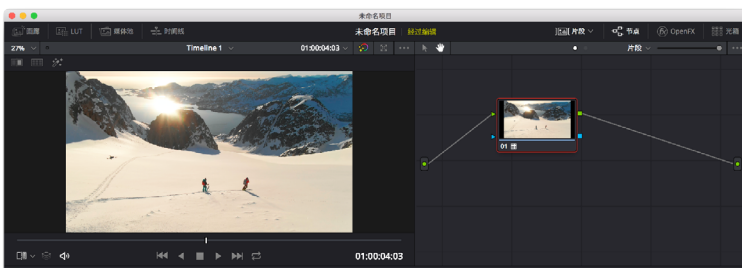 未命名项目
画廊 LUT 媒体池 时间线 未命名项目 经过编辑 片段 节点 OpenFX 光箱
27% Timeline 1 01:00:04:03 片段
01
01:00:04:03